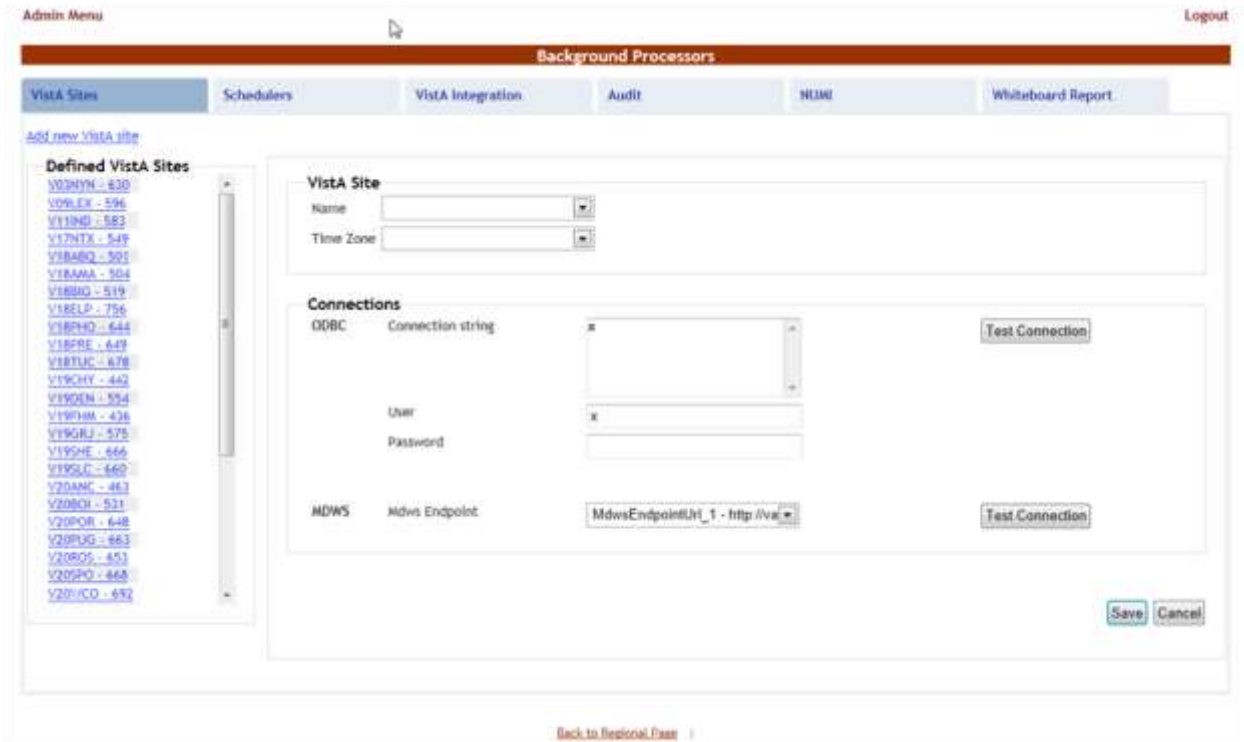 Admin Menu Logout
Background Processors
VistA Sites Schedulers VistA Integration Audit NUMI Whiteboard Report
Add new VistA site
Defined VistA Sites
V03NYN - 630
V09LEX - 596
V11IND - 583
V17NTX - 549
V18ABQ - 501
V18AMA - 504
V18BIG - 519
V18ELP - 756
V18PHO - 644
V18PRE - 649
V18TUC - 678
V19CHY - 442
V19DEN - 554
V19FHM - 436
V19GRJ - 575
V19SHE - 666
V19SLC - 660
V20ANC - 463
V20BOI - 531
V20POR - 648
V20PUG - 663
V20ROS - 653
V20SPO - 668
V20VCO - 692
VistA Site
Name
Time Zone
Connections
ODBC Connection string x Test Connection
User x
Password
MDWS Mdws Endpoint MdwsEndpointUrl_1 - http://va Test Connection
Save Cancel
Back to Regional Page |